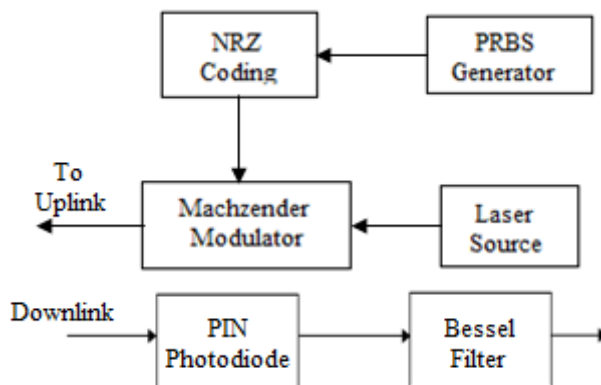 NRZ
Coding
PRBS
Generator
To
Uplink
Machzender
Modulator
Laser
Source
Downlink
PIN
Photodiode
Bessel
Filter